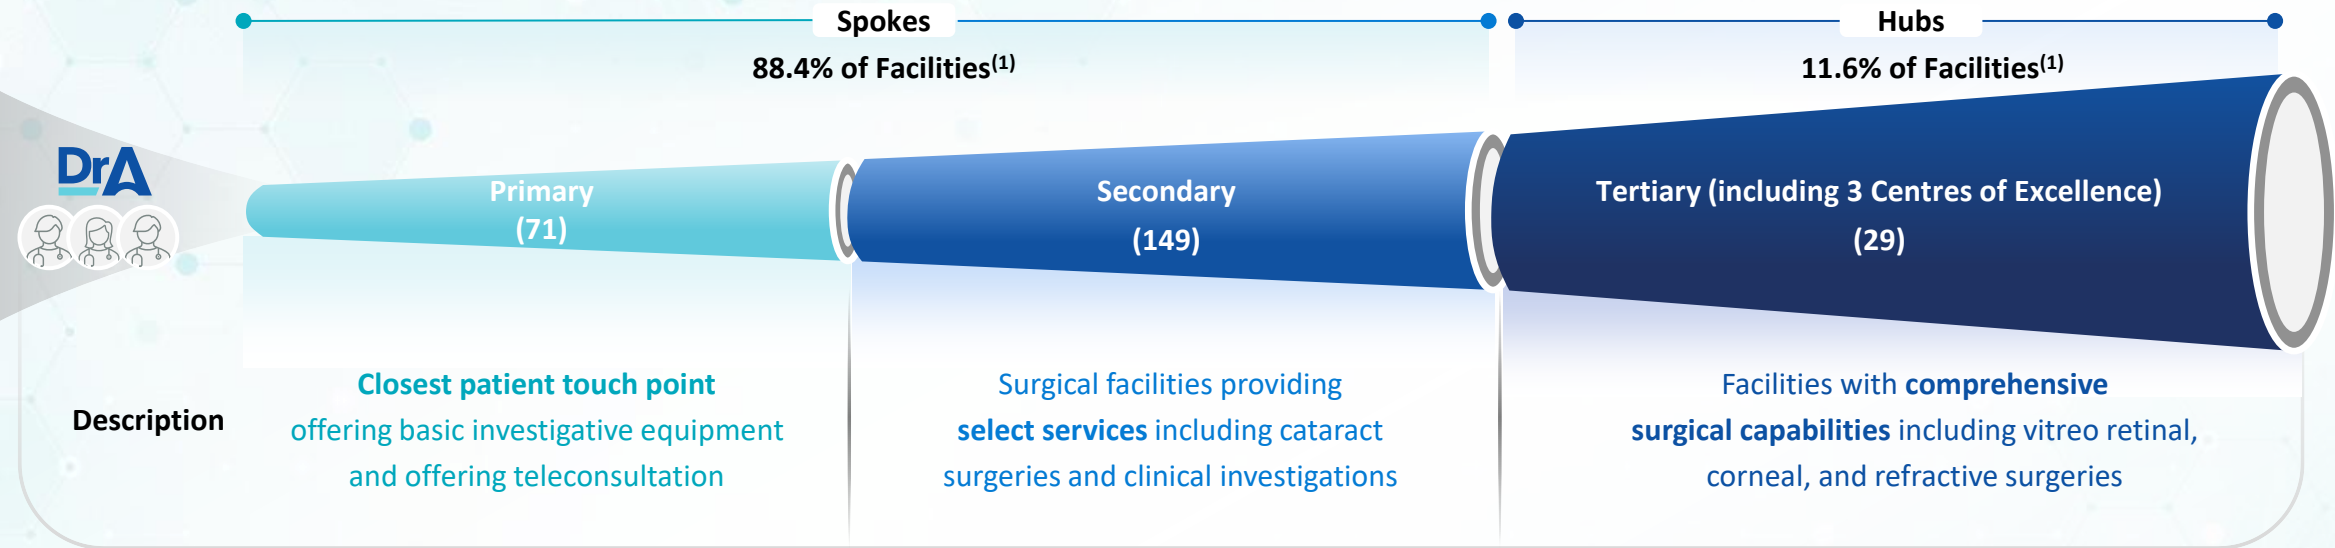 Spokes
88.4% of Facilities(1)
Hubs
11.6% of Facilities(1)
DrA
Primary
(71)
Secondary
(149)
Tertiary (including 3 Centres of Excellence)
(29)
Description
Closest patient touch point
offering basic investigative equipment
and offering teleconsultation
Surgical facilities providing
select services including cataract
surgeries and clinical investigations
Facilities with comprehensive
surgical capabilities including vitreo retinal,
corneal, and refractive surgeries